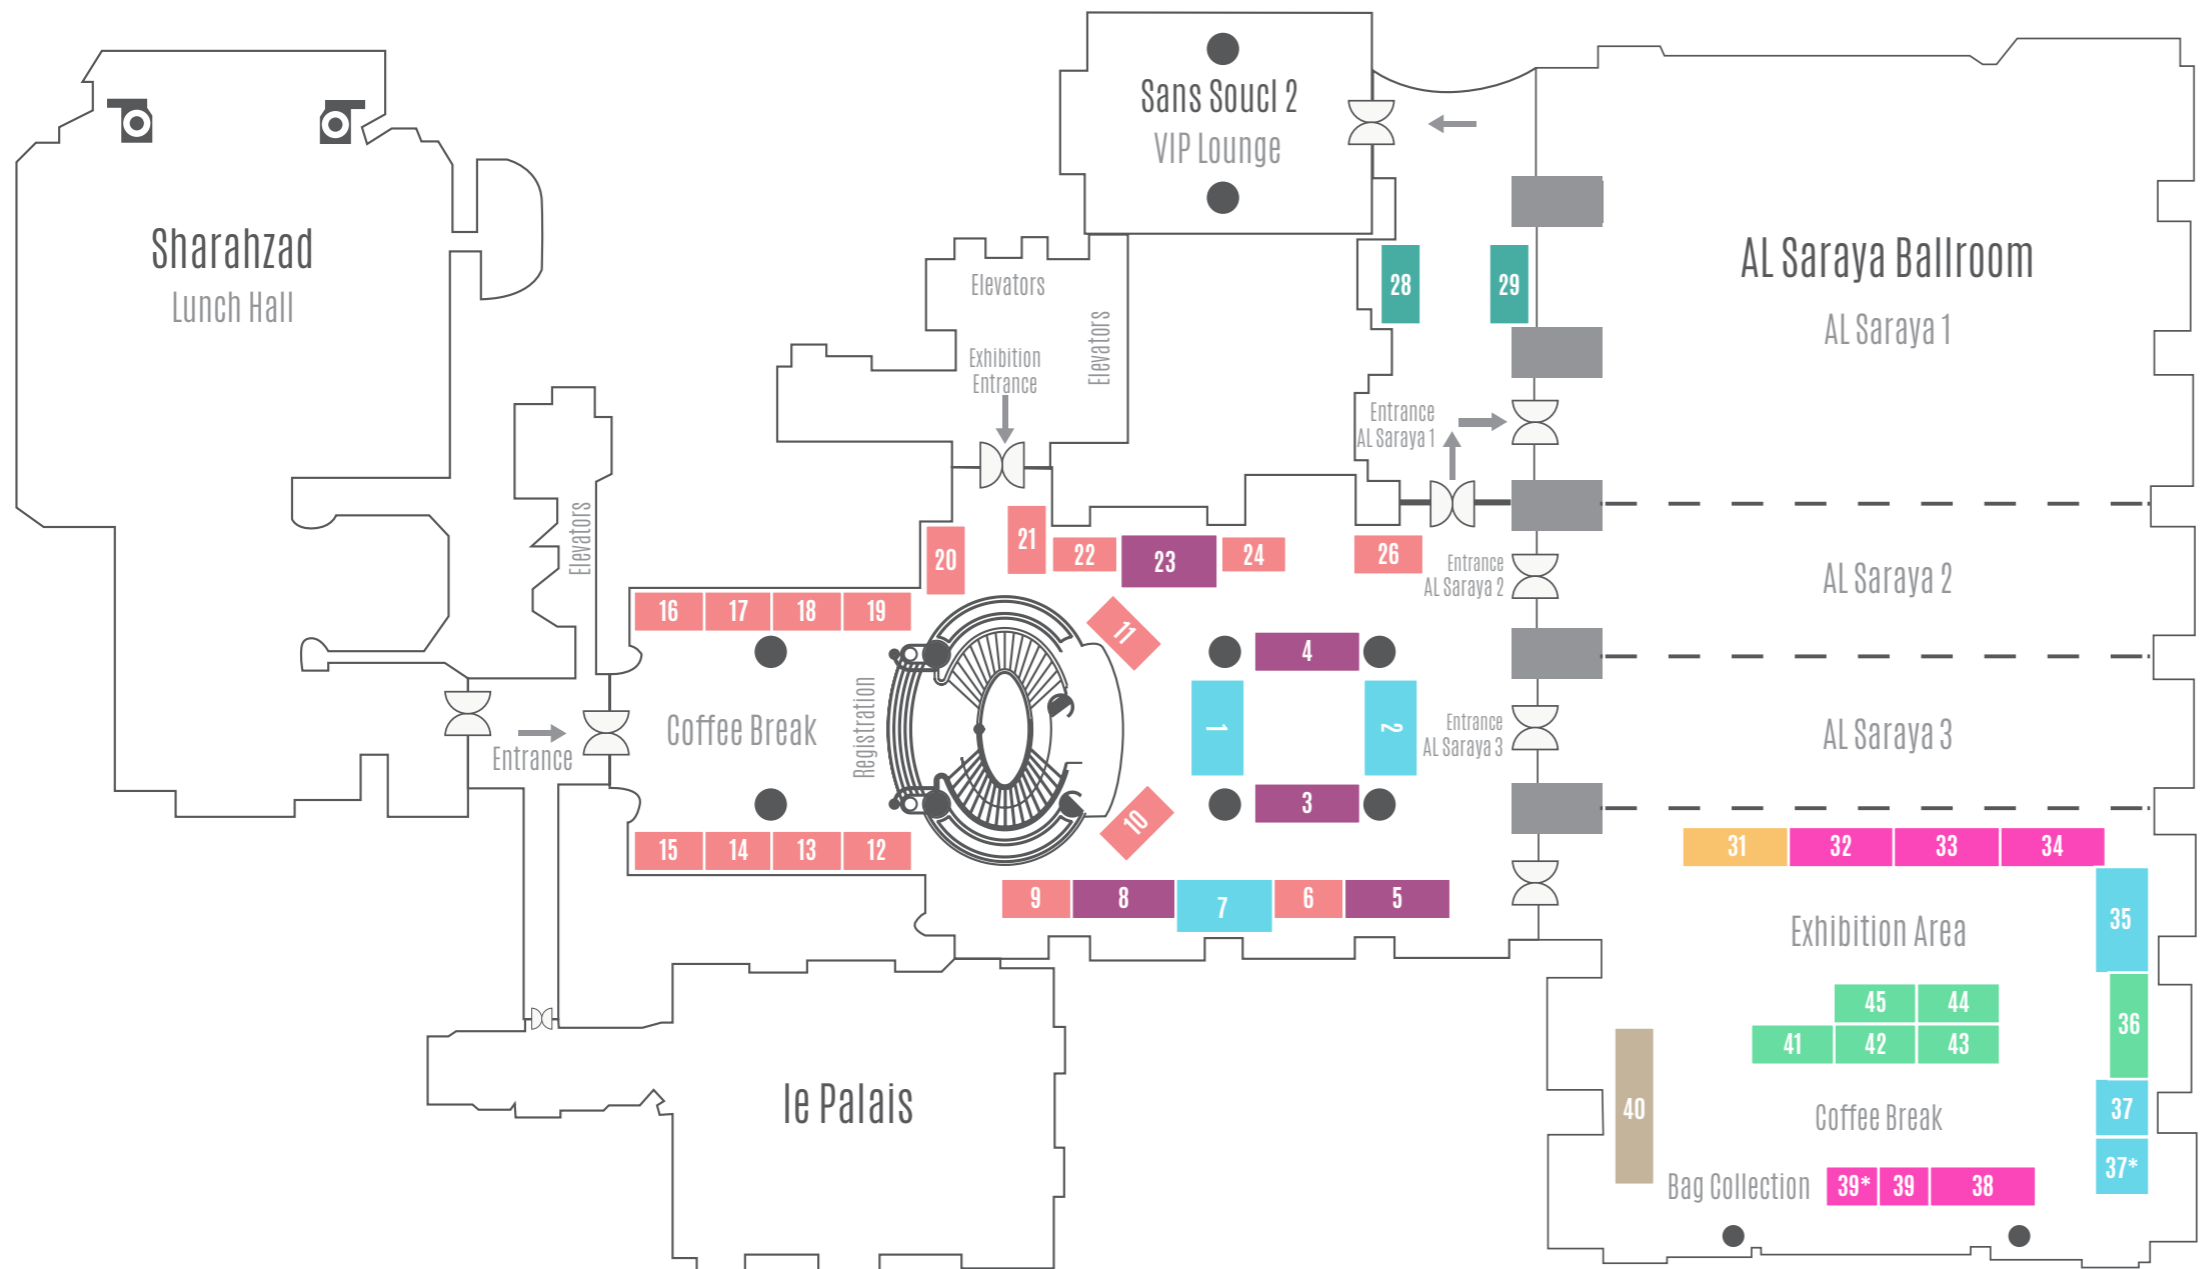 Sans Soucl 2
VIP Lounge
Sharahzad
Lunch Hall
Elevators
Elevators
Exhibition
Entrance
28
29
AL Saraya Ballroom
AL Saraya 1
Entrance
AL Saraya 1
Elevators
20
21
22
23
24
26
Entrance
AL Saraya 2
AL Saraya 2
16
17
18
19
11
4
Coffee Break
Registration
1
2
Entrance
AL Saraya 3
AL Saraya 3
Entrance
3
10
15
14
13
12
9
8
7
6
5
31
32
33
34
35
Exhibition Area
45
44
36
41
42
43
40
Coffee Break
37
37*
Bag Collection
39*
39
38
le Palais